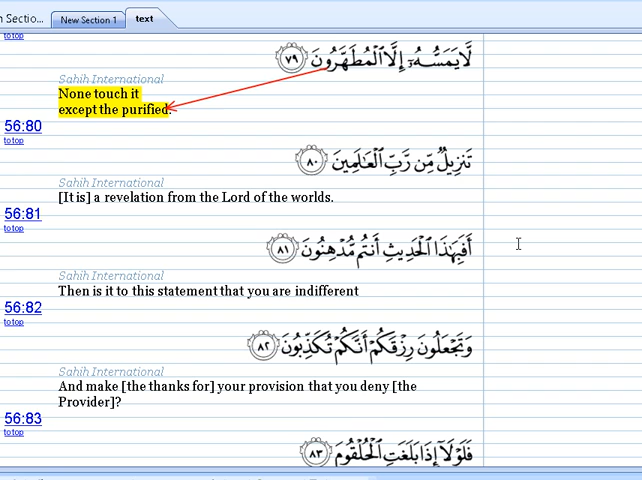 n Sectio...
New Section 1
text
to top
لَّا يَمَسُّهُۥٓ إِلَّا ٱلْمُطَهَّرُونَ ٧٩
Sahih International
None touch it
except the purified.
56:80
to top
تَنزِيلٌ مِّن رَّبِّ ٱلْعَـٰلَمِينَ ٨٠
Sahih International
[It is] a revelation from the Lord of the worlds.
56:81
to top
أَفَبِهَـٰذَا ٱلْحَدِيثِ أَنتُم مُّدْهِنُونَ ٨١
Sahih International
Then is it to this statement that you are indifferent
56:82
to top
وَتَجْعَلُونَ رِزْقَكُمْ أَنَّكُمْ تُكَذِّبُونَ ٨٢
Sahih International
And make [the thanks for] your provision that you deny [the
Provider]?
56:83
to top
فَلَوْلَآ إِذَا بَلَغَتِ ٱلْحُلْقُومَ ٨٣